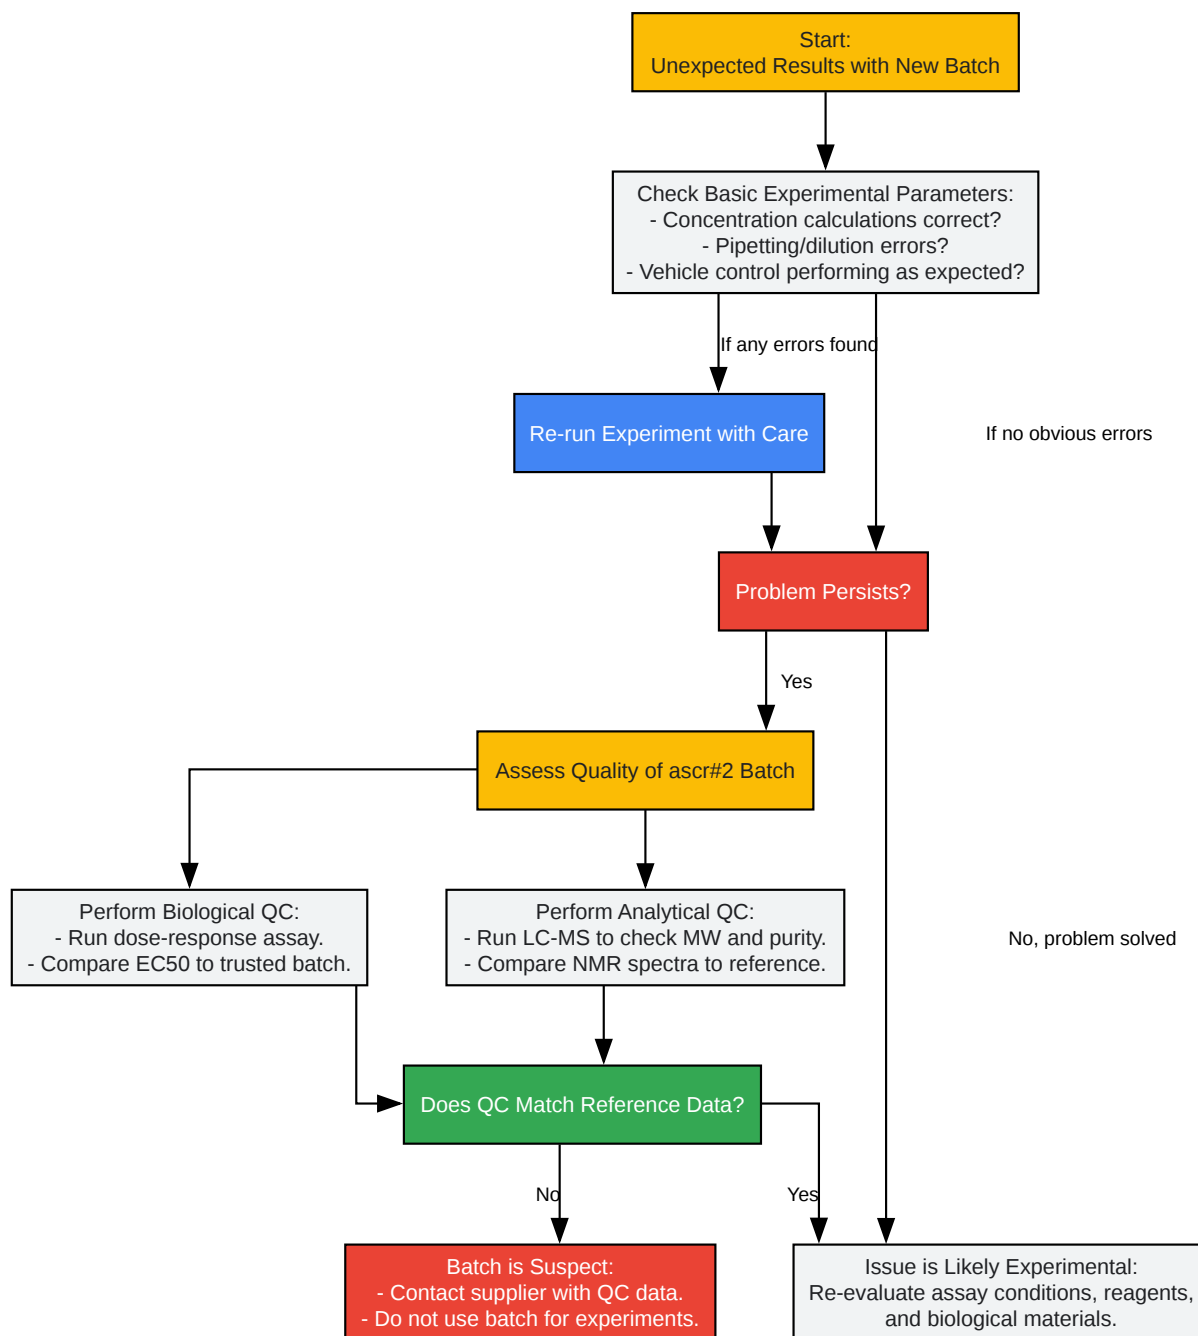 Start:
Unexpected Results with New Batch
Check Basic Experimental Parameters:
- Concentration calculations correct?
- Pipetting/dilution errors?
- Vehicle control performing as expected?
If any errors found
Re-run Experiment with Care
If no obvious errors
Problem Persists?
Yes
Assess Quality of ascr#2 Batch
Perform Biological QC:
- Run dose-response assay.
- Compare EC50 to trusted batch.
Perform Analytical QC:
- Run LC-MS to check MW and purity.
- Compare NMR spectra to reference.
No, problem solved
Does QC Match Reference Data?
No
Yes
Batch is Suspect:
- Contact supplier with QC data.
- Do not use batch for experiments.
Issue is Likely Experimental:
Re-evaluate assay conditions, reagents,
and biological materials.